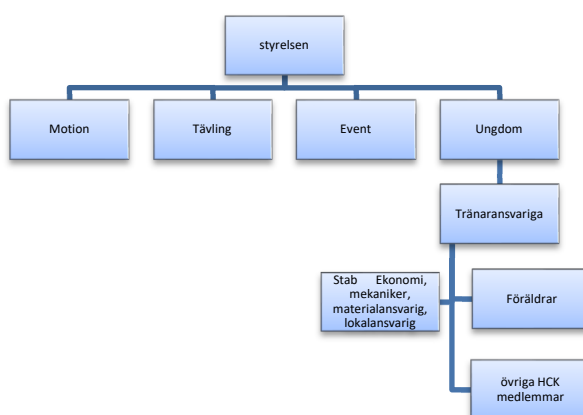 styrelsen
Motion
Tävling
Event
Ungdom
Tränaransvariga
Stab Ekonomi,
mekaniker,
materialansvarig,
lokalansvarig
Föräldrar
övriga HCK
medlemmar